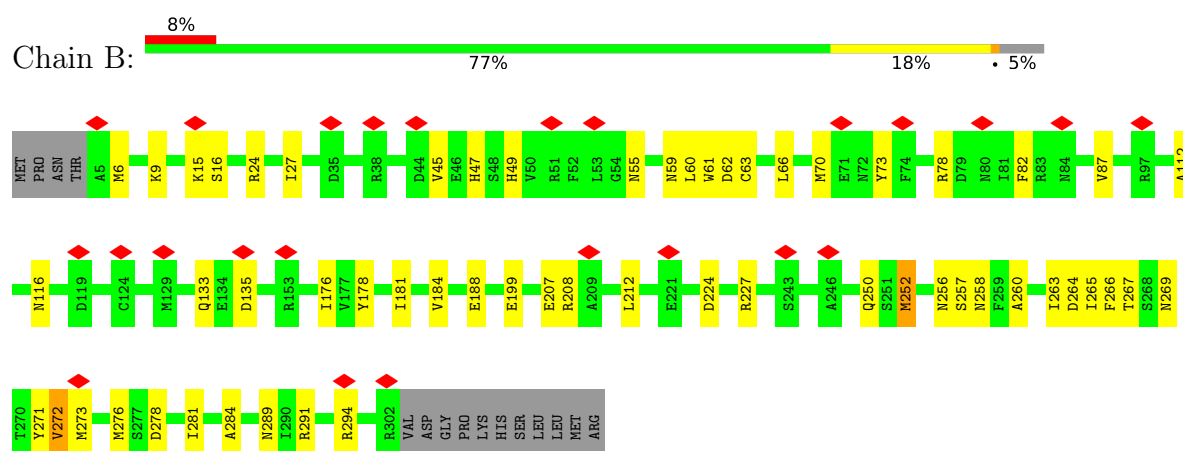 8%
Chain B:
77% 18% • 5%
MET PRO ASN THR A5 M6 K9 K15 S16 R24 I27 D35 R38 D44 V45 E46 H47 S48 H49 V50 R51 F52 L53 G54 N55 N59 L60 W61 D62 C63 L66 M70 E71 N72 Y73 F74 R78 D79 N80 I81 F82 R83 N84 V87 R97 A112
N116 D119 C124 M129 Q133 E134 D135 R153 I176 V177 Y178 I181 V184 E188 E199 E207 R208 A209 L212 E221 D224 R227 S243 A246 Q250 S251 M252 N256 S257 N258 F259 A260 I263 D264 I265 F266 T267 S268 N269
T270 Y271 V272 M273 M276 S277 D278 I281 A284 N289 I290 R291 R294 R302 VAL ASP GLY PRO LYS HIS SER LEU LEU MET ARG